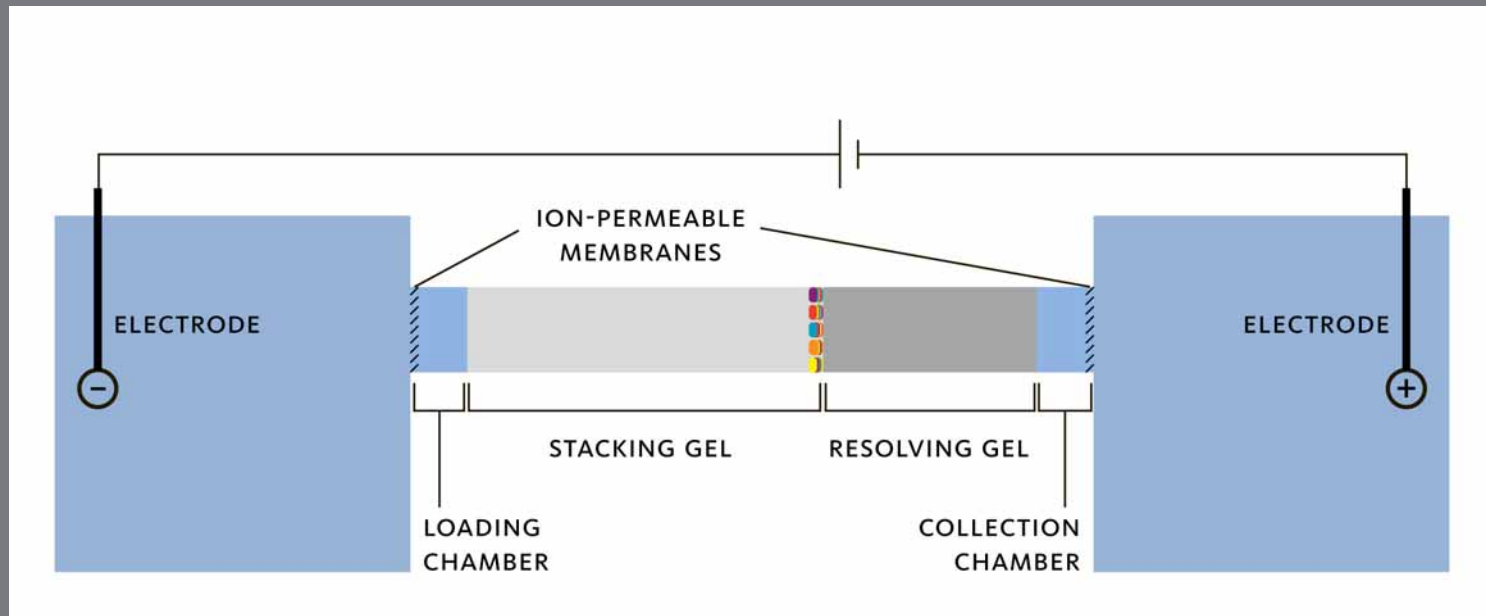 ION-PERMEABLE
MEMBRANES
ELECTRODE
ELECTRODE
−
+
STACKING GEL
RESOLVING GEL
LOADING
CHAMBER
COLLECTION
CHAMBER